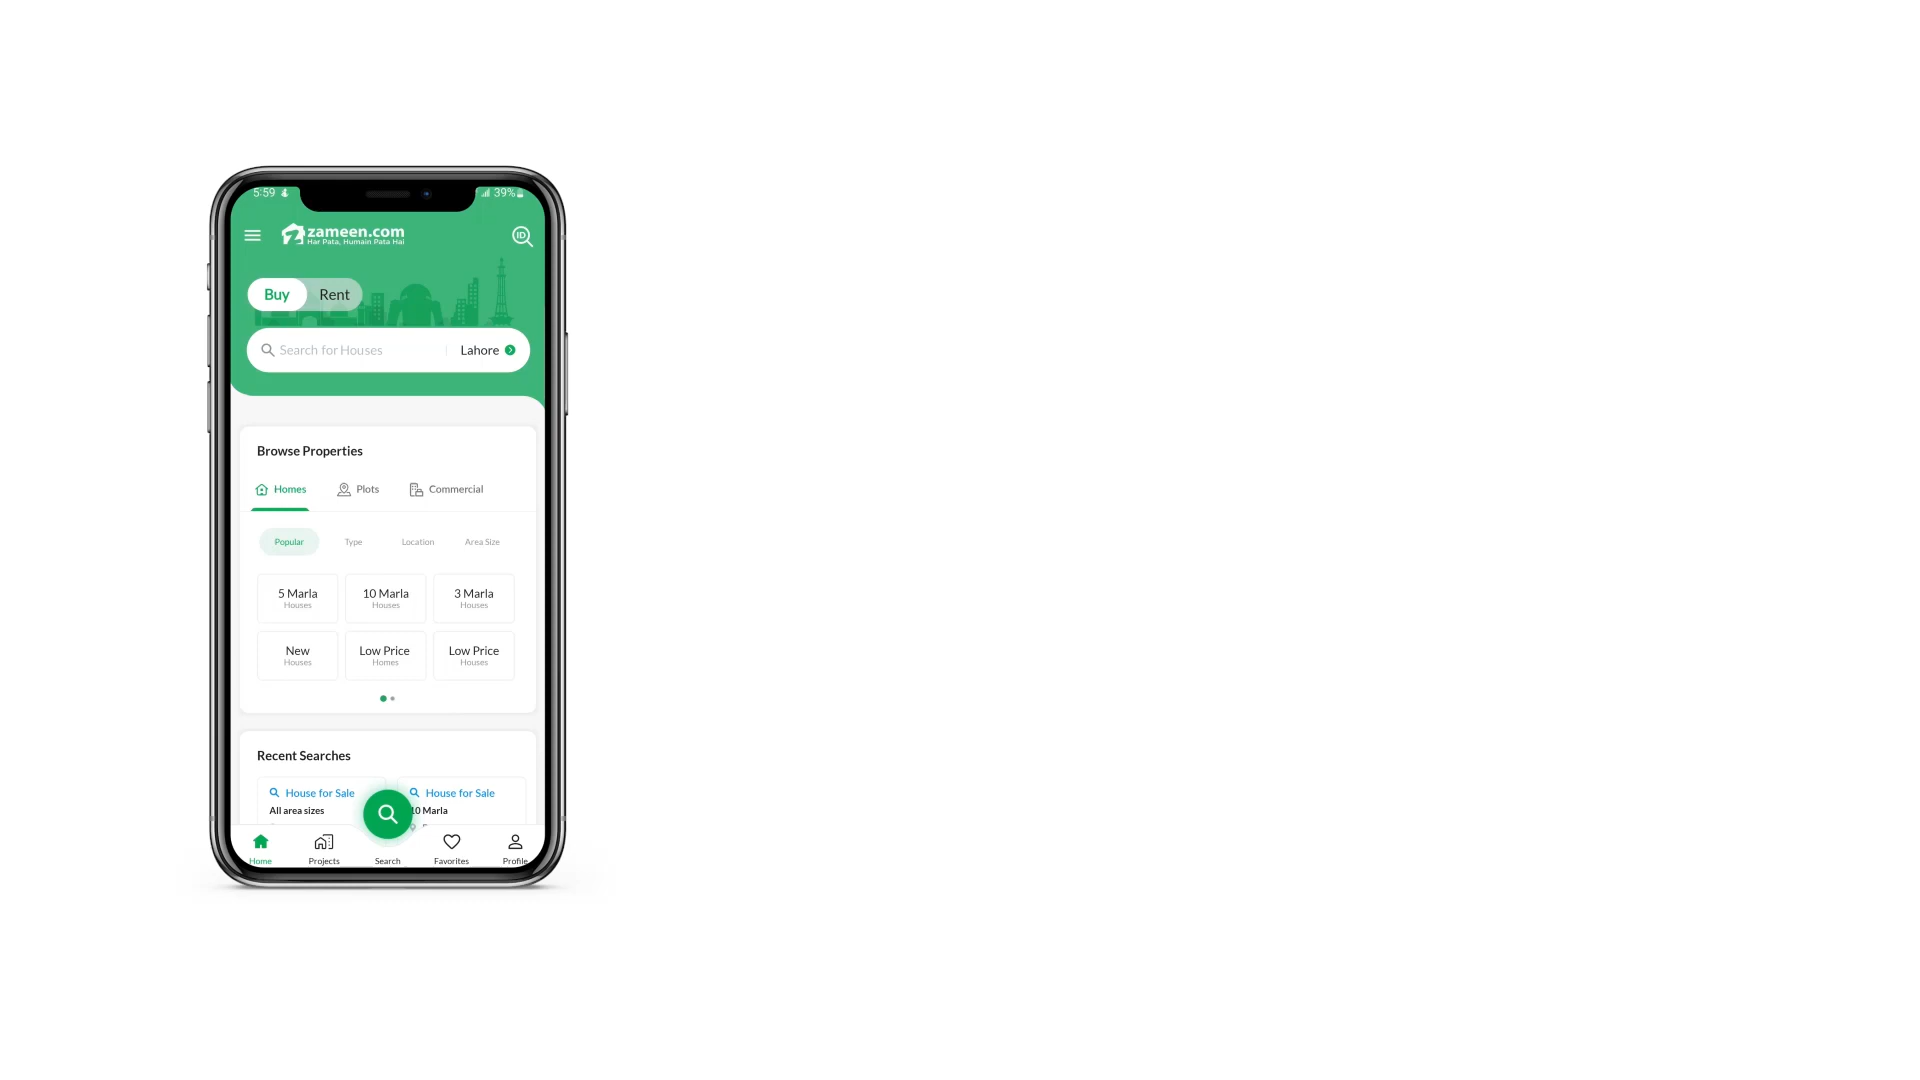 5:59
39%
zameen.com
Har Pata, Humain Pata Hai
ID
Buy Rent
Search for Houses Lahore
Browse Properties
Homes Plots Commercial
Popular Type Location Area Size
5 Marla 10 Marla 3 Marla
Houses Houses Houses
New Low Price Low Price
Houses Homes Houses
Recent Searches
House for Sale House for Sale
All area sizes 10 Marla
Home Projects Search Favorites Profile